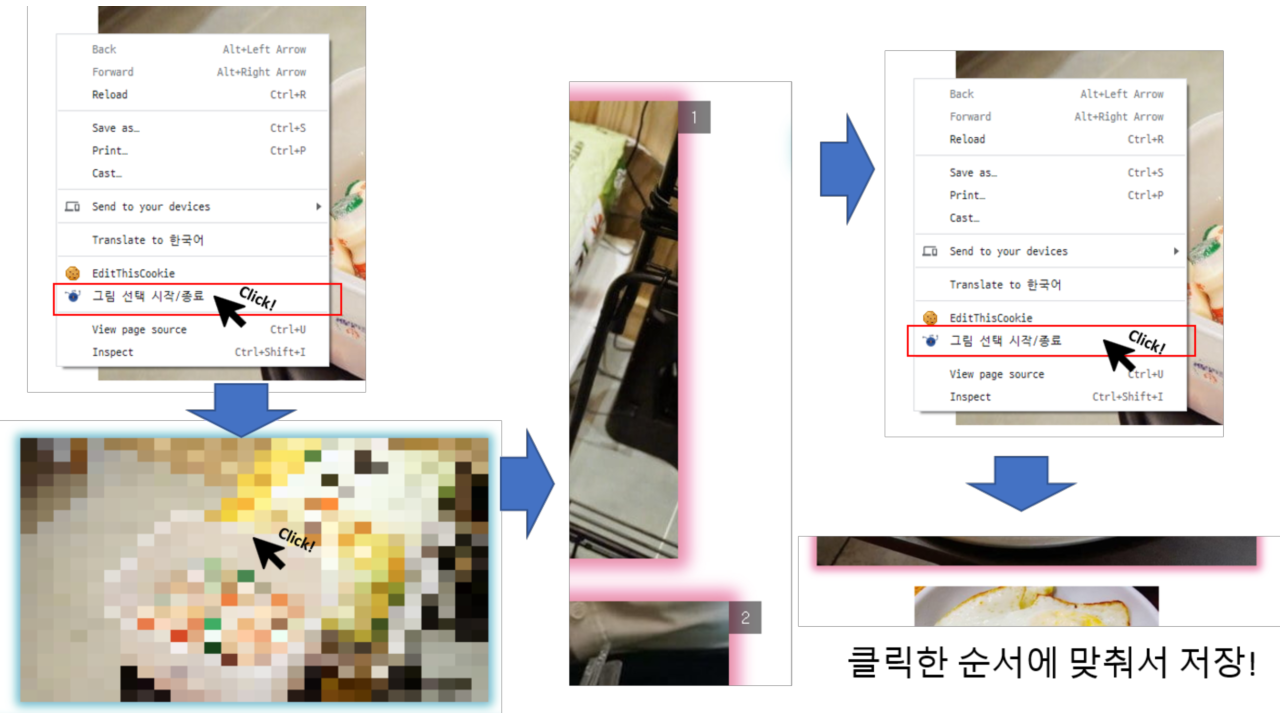 Back Alt+Left Arrow
Forward Alt+Right Arrow
Reload Ctrl+R
Save as… Ctrl+S
Print… Ctrl+P
Cast…
Send to your devices
Translate to 한국어
EditThisCookie
그림 선택 시작/종료
Click!
View page source Ctrl+U
Inspect Ctrl+Shift+I
Click!
1
2
Back Alt+Left Arrow
Forward Alt+Right Arrow
Reload Ctrl+R
Save as… Ctrl+S
Print… Ctrl+P
Cast…
Send to your devices
Translate to 한국어
EditThisCookie
그림 선택 시작/종료
Click!
View page source Ctrl+U
Inspect Ctrl+Shift+I
클릭한 순서에 맞춰서 저장!